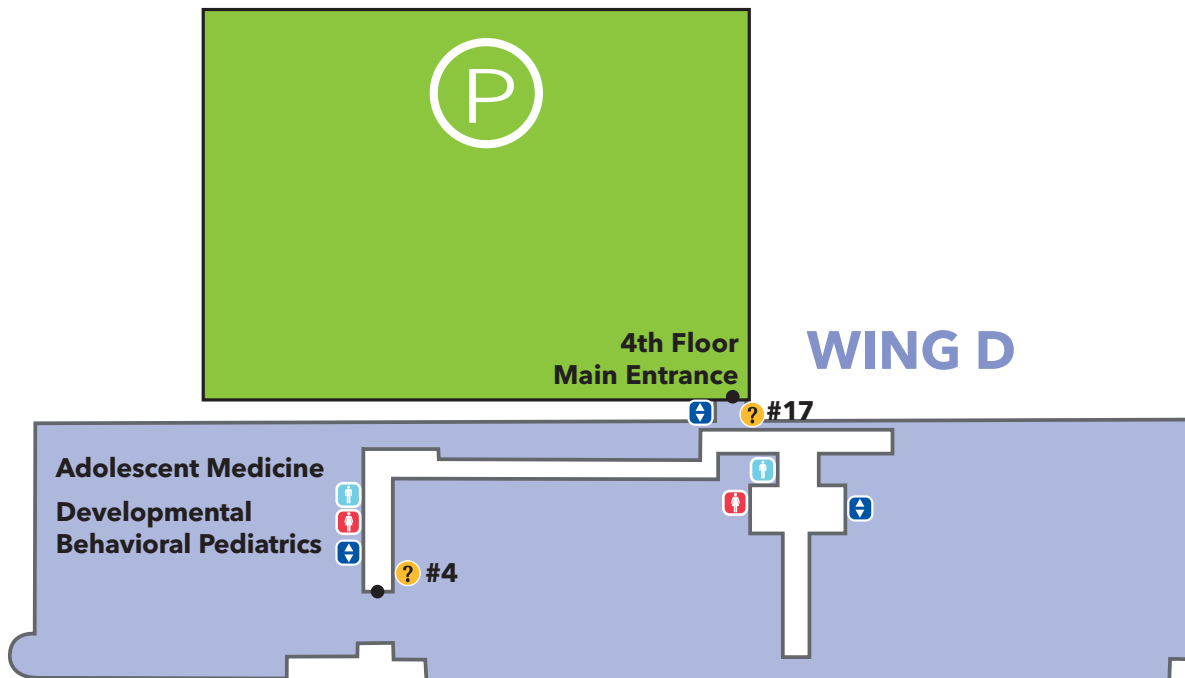 P
4th Floor
Main Entrance
WING D
? #17
Adolescent Medicine
Developmental
Behavioral Pediatrics
? #4